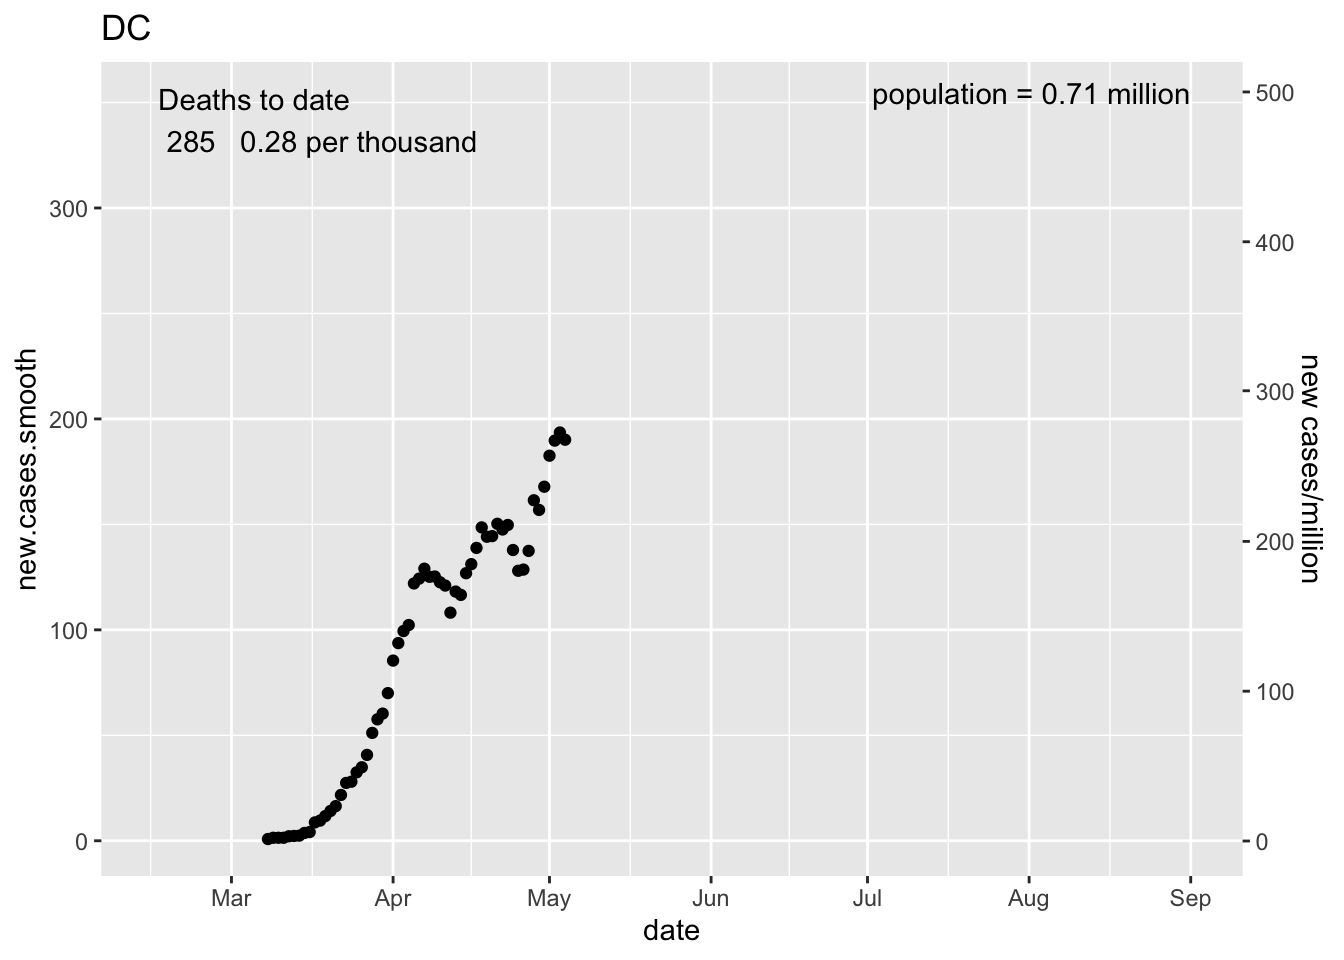 DC
Deaths to date
285 0.28 per thousand
population = 0.71 million
new.cases.smooth
300
200
100
0
500
400
300
200
100
0
new cases/million
Mar Apr May Jun Jul Aug Sep
date